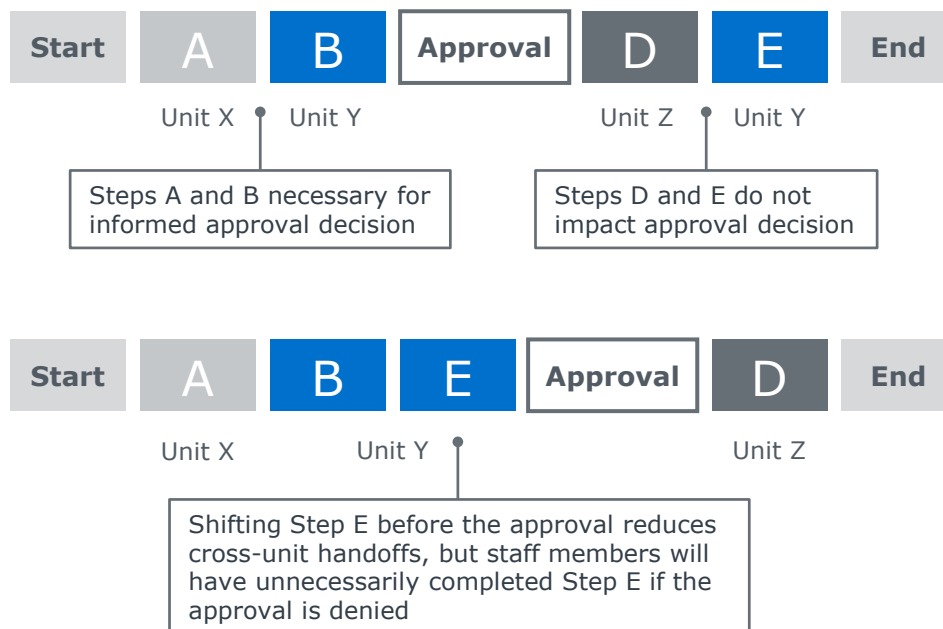 Start A B Approval D E End
Unit X Unit Y Unit Z Unit Y
Steps A and B necessary for
informed approval decision
Steps D and E do not
impact approval decision
Start A B E Approval D End
Unit X Unit Y Unit Z
Shifting Step E before the approval reduces
cross-unit handoffs, but staff members will
have unnecessarily completed Step E if the
approval is denied